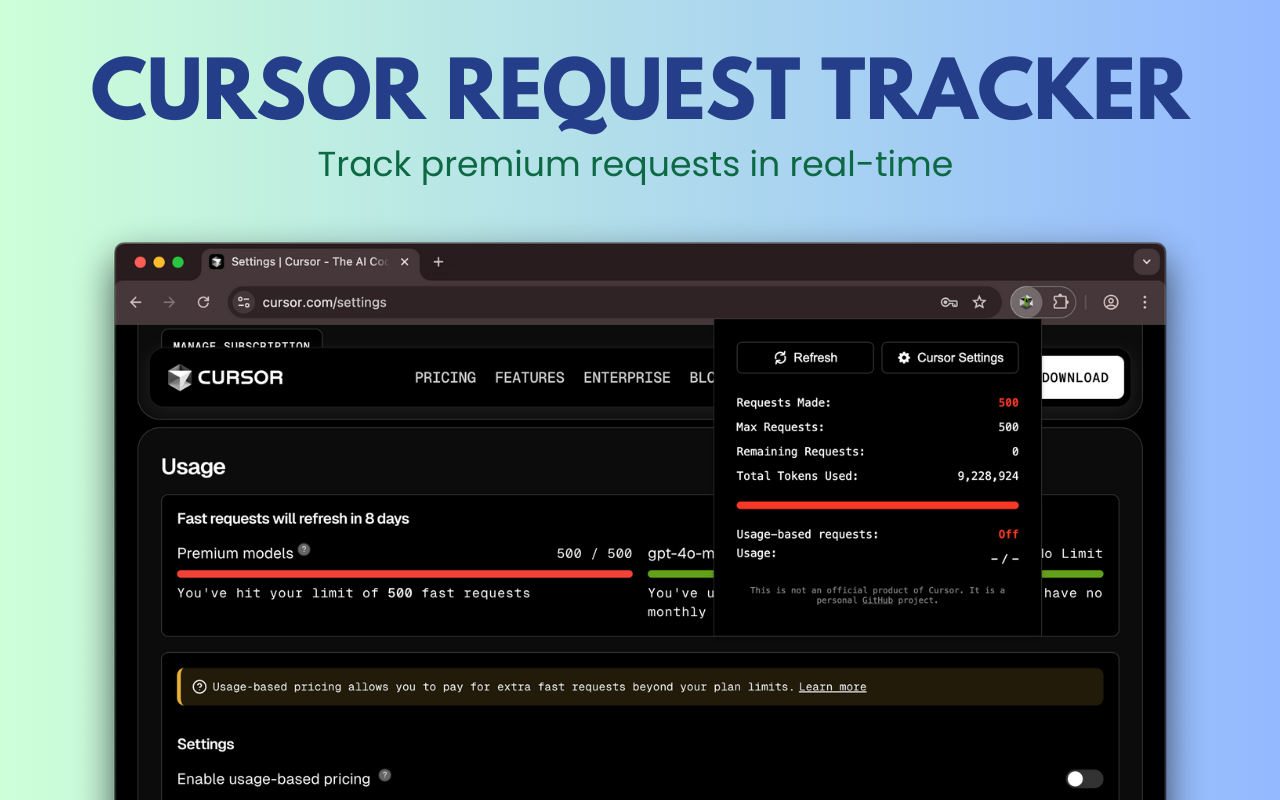 CURSOR REQUEST TRACKER
Track premium requests in real-time
Settings | Cursor - The AI Co
cursor.com/settings
MANAGE SUBSCRIPTION
CURSOR
PRICING FEATURES ENTERPRISE BLO
DOWNLOAD
Refresh
Cursor Settings
Requests Made: 500
Max Requests: 500
Remaining Requests: 0
Total Tokens Used: 9,228,924
Usage-based requests: Off
Usage: - / -
This is not an official product of Cursor. It is a
personal GitHub project.
Usage
Fast requests will refresh in 8 days
Premium models ? 500 / 500
You've hit your limit of 500 fast requests
gpt-4o-m
No Limit
You've u
have no
monthly
Usage-based pricing allows you to pay for extra fast requests beyond your plan limits. Learn more
Settings
Enable usage-based pricing ?